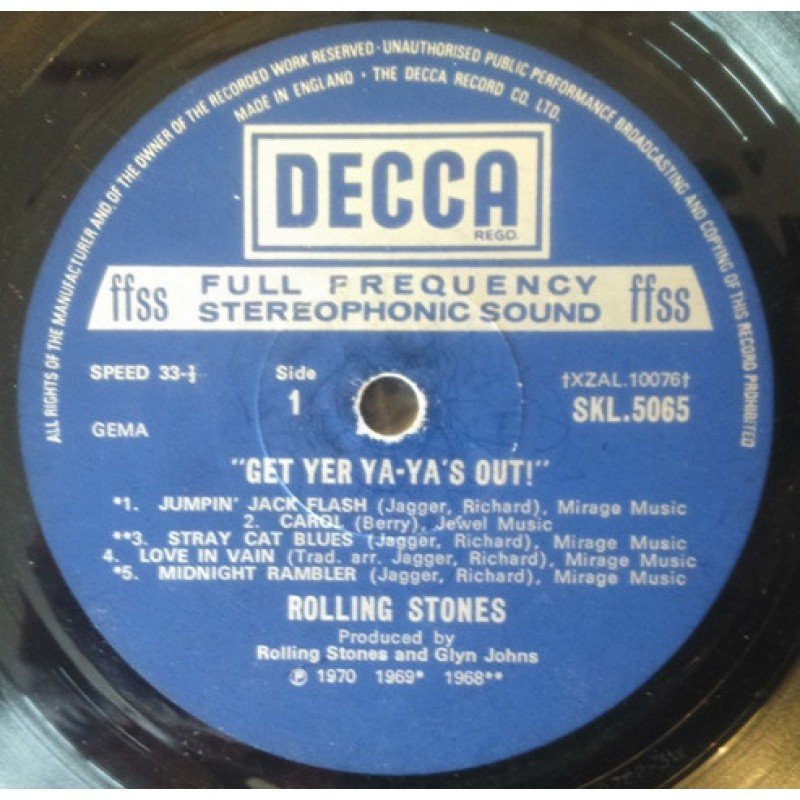 ALL RIGHTS OF THE MANUFACTURER AND OF THE OWNER OF THE RECORDED WORK RESERVED · UNAUTHORISED PUBLIC PERFORMANCE BROADCASTING AND COPYING OF THIS RECORD PROHIBITED
MADE IN ENGLAND · THE DECCA RECORD CO. LTD.
DECCA
REGD.
ffss FULL FREQUENCY STEREOPHONIC SOUND ffss
SPEED 33-⅓ Side †XZAL.10076†
1 SKL.5065
GEMA
"GET YER YA-YA'S OUT!"
*1. JUMPIN' JACK FLASH (Jagger, Richard), Mirage Music
2. CAROL (Berry), Jewel Music
**3. STRAY CAT BLUES (Jagger, Richard), Mirage Music
4. LOVE IN VAIN (Trad. arr. Jagger, Richard), Mirage Music
*5. MIDNIGHT RAMBLER (Jagger, Richard), Mirage Music
ROLLING STONES
Produced by
Rolling Stones and Glyn Johns
℗ 1970 1969* 1968**